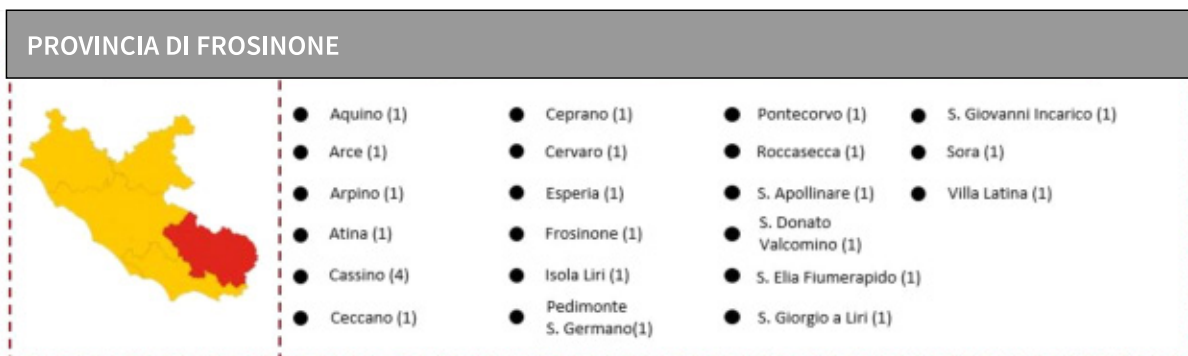 PROVINCIA DI FROSINONE
Aquino (1)
Arce (1)
Arpino (1)
Atina (1)
Cassino (4)
Ceccano (1)
Ceprano (1)
Cervaro (1)
Esperia (1)
Frosinone (1)
Isola Liri (1)
Pedimonte
S. Germano(1)
Pontecorvo (1)
Roccasecca (1)
S. Apollinare (1)
S. Donato
Valcomino (1)
S. Elia Fiumerapido (1)
S. Giorgio a Liri (1)
S. Giovanni Incarico (1)
Sora (1)
Villa Latina (1)